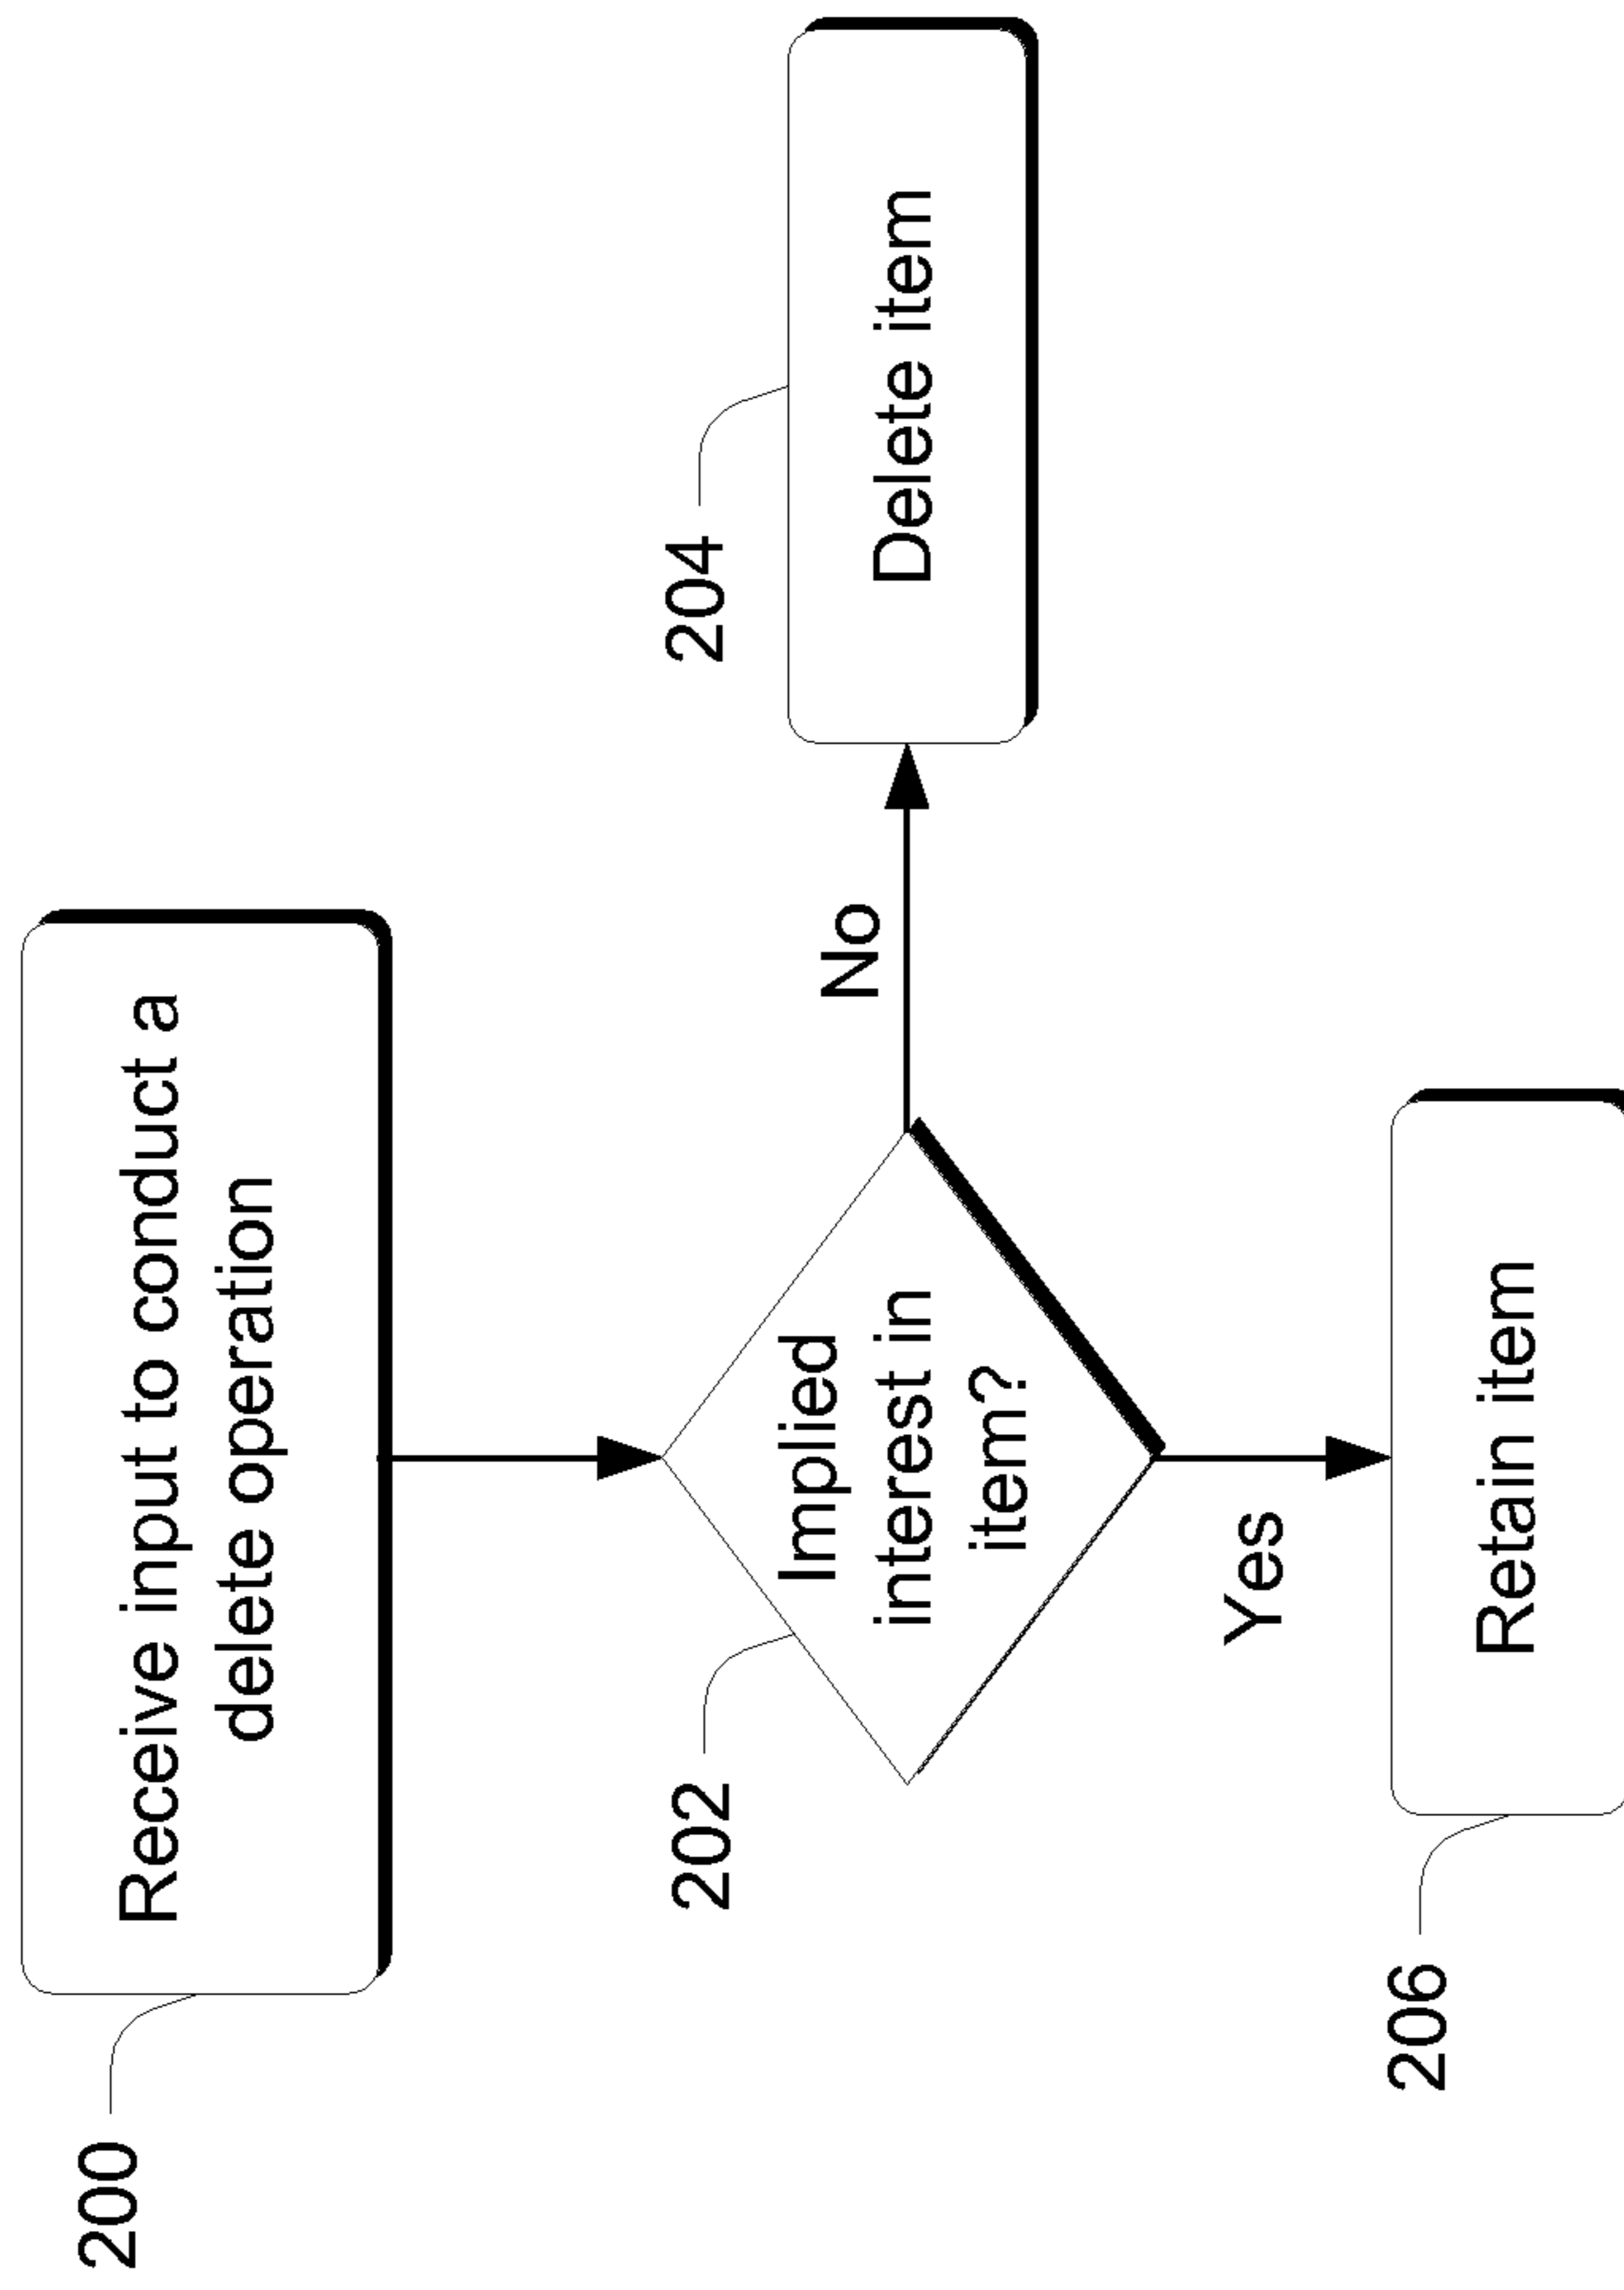 200
Receive input to conduct a
delete operation
202
Implied
interest in
item?
No
204
Delete item
Yes
206
Retain item